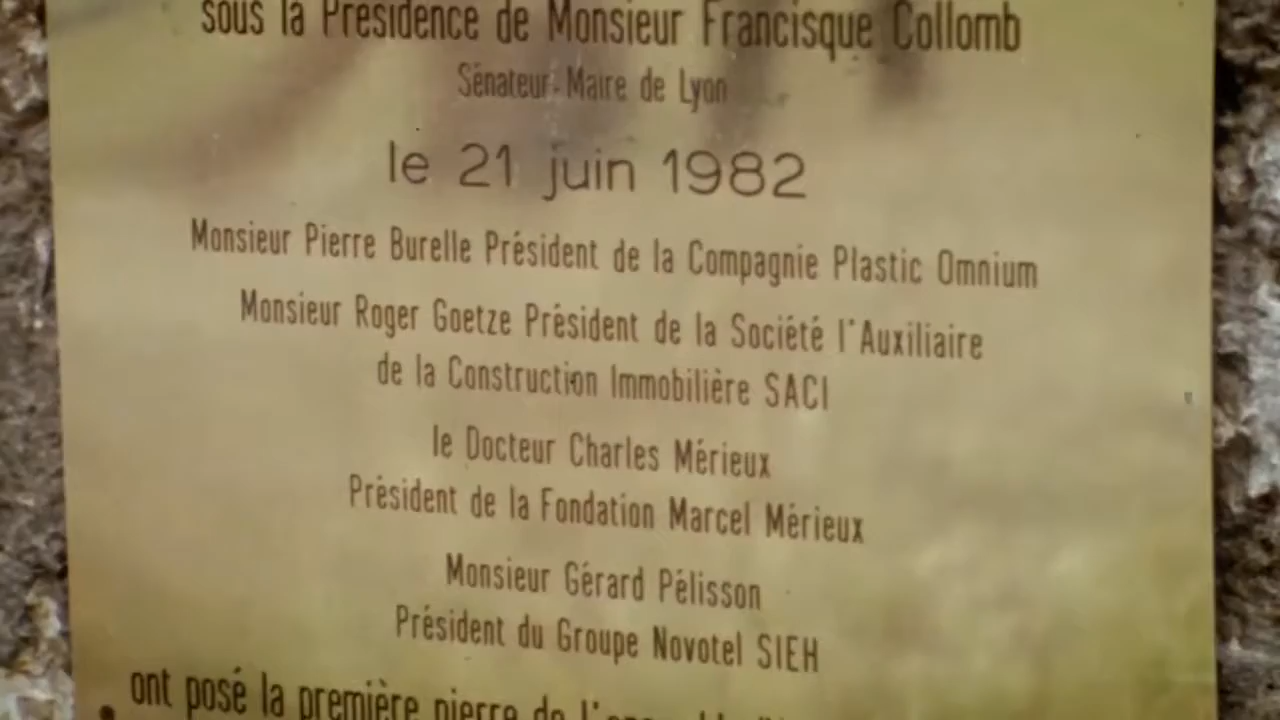 sous la Présidence de Monsieur Francisque Collomb
Sénateur-Maire de Lyon
le 21 juin 1982
Monsieur Pierre Burelle Président de la Compagnie Plastic Omnium
Monsieur Roger Goetze Président de la Société l'Auxiliaire
de la Construction Immobilière SACI
le Docteur Charles Mérieux
Président de la Fondation Marcel Mérieux
Monsieur Gérard Pélisson
Président du Groupe Novotel SIEH
ont posé la première pierre de